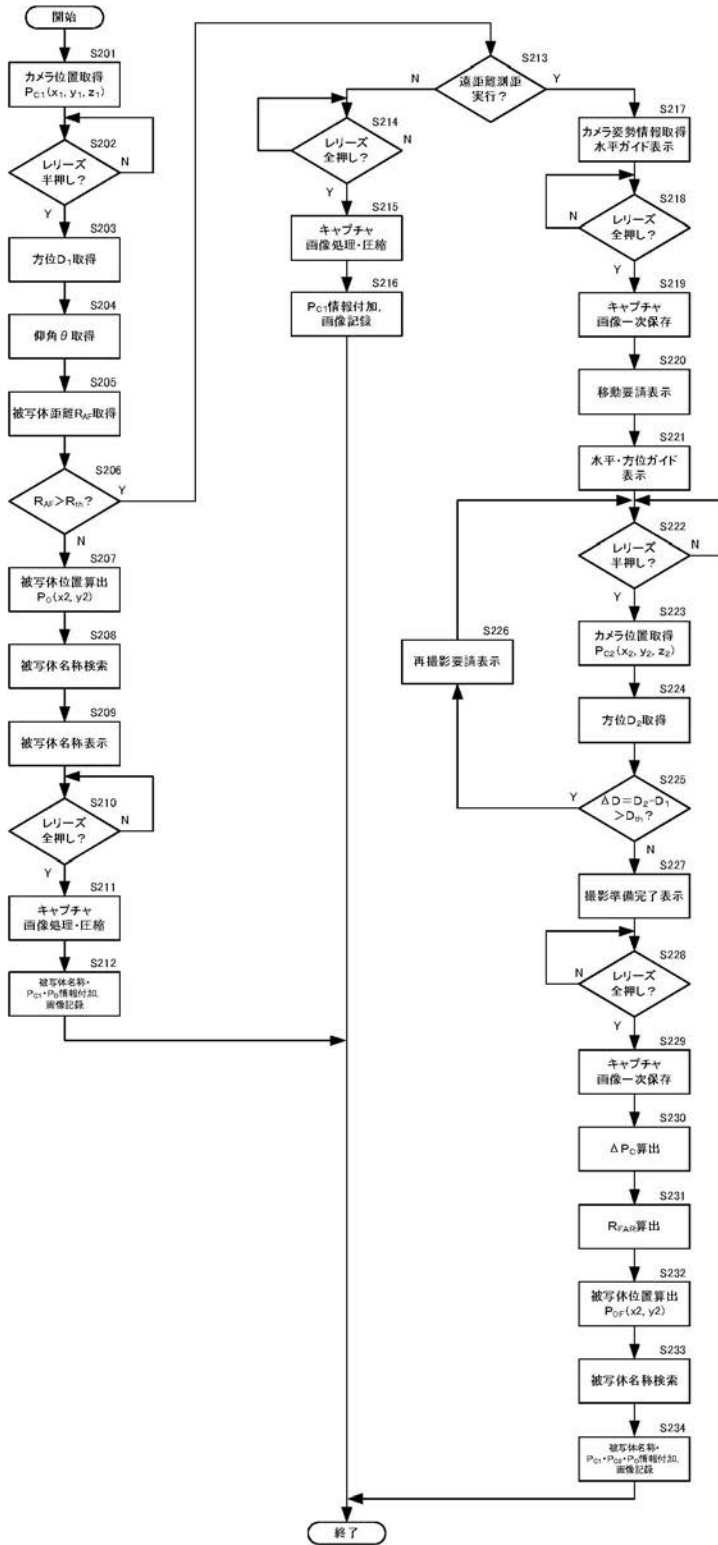 開始
S201
カメラ位置取得
PC1(x1, y1, z1)
S202
レリーズ
半押し?
N
Y
S203
方位D1取得
S204
仰角θ取得
S205
被写体距離RAF取得
S206
RAF>Rth?
Y
N
S207
被写体位置算出
PO(x2, y2)
S208
被写体名称検索
S209
被写体名称表示
S210
レリーズ
全押し?
N
Y
S211
キャプチャ
画像処理・圧縮
S212
被写体名称・
PC1・PO情報付加,
画像記録
S213
遠距離測距
実行?
N
Y
S214
レリーズ
全押し?
N
Y
S215
キャプチャ
画像処理・圧縮
S216
PC1情報付加,
画像記録
S217
カメラ姿勢情報取得
水平ガイド表示
S218
レリーズ
全押し?
N
Y
S219
キャプチャ
画像一次保存
S220
移動要請表示
S221
水平・方位ガイド
表示
S222
レリーズ
半押し?
N
Y
S223
カメラ位置取得
PC2(x2, y2, z2)
S224
方位D2取得
S225
ΔD=D2-D1
>Dth?
Y
N
S226
再撮影要請表示
S227
撮影準備完了表示
S228
レリーズ
全押し?
N
Y
S229
キャプチャ
画像一次保存
S230
ΔPC算出
S231
RFAR算出
S232
被写体位置算出
POF(x2, y2)
S233
被写体名称検索
S234
被写体名称・
PC1・PC2・PO情報付加,
画像記録
終了